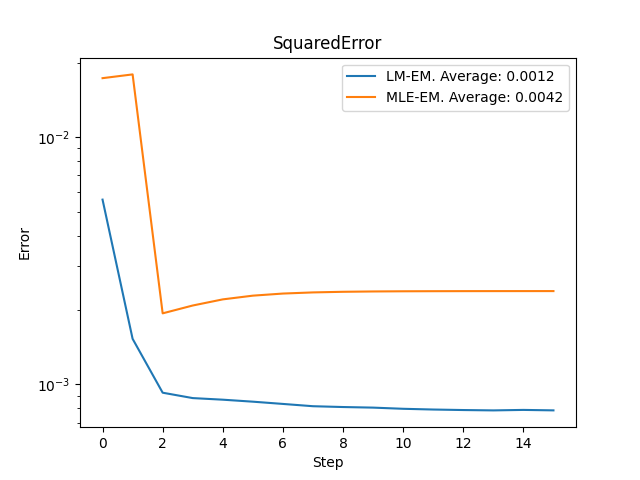 SquaredError
LM-EM. Average: 0.0012
MLE-EM. Average: 0.0042
10⁻²
10⁻³
Error
0 2 4 6 8 10 12 14
Step